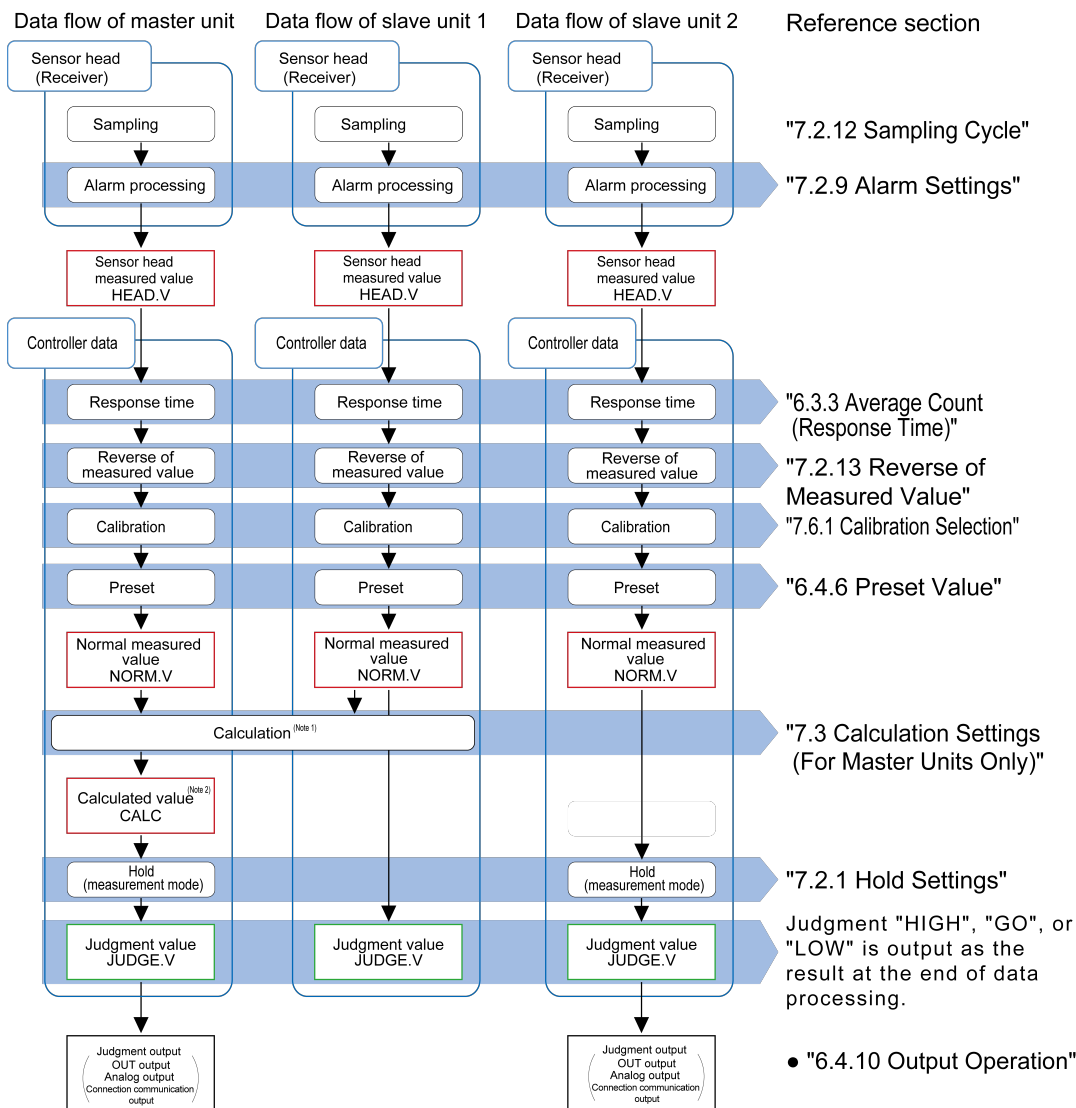 Data flow of master unit
Data flow of slave unit 1
Data flow of slave unit 2
Reference section
Sensor head
(Receiver)
Sensor head
(Receiver)
Sensor head
(Receiver)
Sampling
Sampling
Sampling
"7.2.12 Sampling Cycle"
Alarm processing
Alarm processing
Alarm processing
"7.2.9 Alarm Settings"
Sensor head
measured value
HEAD.V
Sensor head
measured value
HEAD.V
Sensor head
measured value
HEAD.V
Controller data
Controller data
Controller data
Response time
Response time
Response time
"6.3.3 Average Count
(Response Time)"
Reverse of
measured value
Reverse of
measured value
Reverse of
measured value
"7.2.13 Reverse of
Measured Value"
Calibration
Calibration
Calibration
"7.6.1 Calibration Selection"
Preset
Preset
Preset
"6.4.6 Preset Value"
Normal measured
value
NORM.V
Normal measured
value
NORM.V
Normal measured
value
NORM.V
Calculation (Note 1)
"7.3 Calculation Settings
(For Master Units Only)"
Calculated value (Note 2)
CALC
Hold
(measurement mode)
Hold
(measurement mode)
"7.2.1 Hold Settings"
Judgment value
JUDGE.V
Judgment value
JUDGE.V
Judgment value
JUDGE.V
Judgment "HIGH", "GO", or
"LOW" is output as the
result at the end of data
processing.
Judgment output
OUT output
Analog output
Connection communication
output
Judgment output
OUT output
Analog output
Connection communication
output
● "6.4.10 Output Operation"